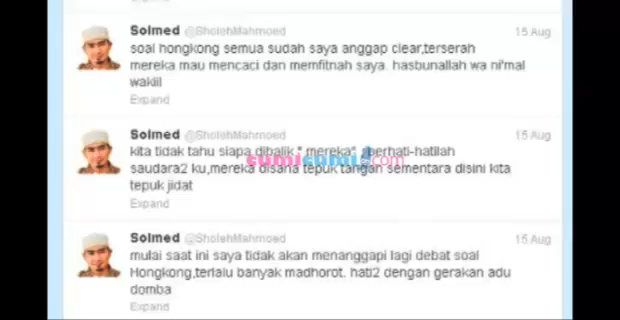 Expand
Solmed @SholehMahmoed 15 Aug
soal hongkong semua sudah saya anggap clear,terserah
mereka mau mencaci dan memfitnah saya. hasbunallah wa ni'mal
wakiil
Expand
Solmed @SholehMahmoed 15 Aug
kita tidak tahu siapa dibalik " mereka" berhati-hatilah
cumicumi.com
saudara2 ku,mereka disana tepuk tangan sementara disini kita
tepuk jidat
Expand
Solmed @SholehMahmoed 15 Aug
mulai saat ini saya tidak akan menanggapi lagi debat soal
Hongkong,terlalu banyak madhorot. hati2 dengan gerakan adu
domba
Expand